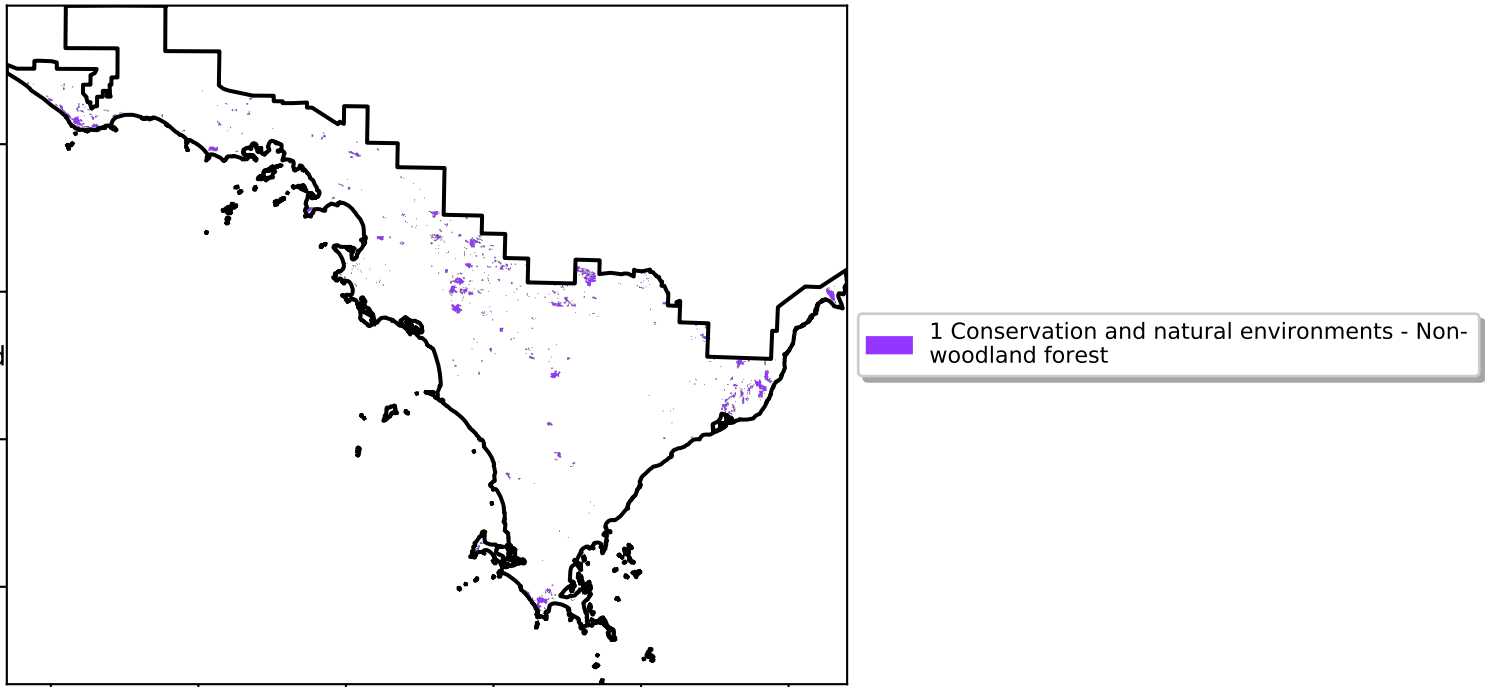 1 Conservation and natural environments - Non-
woodland forest